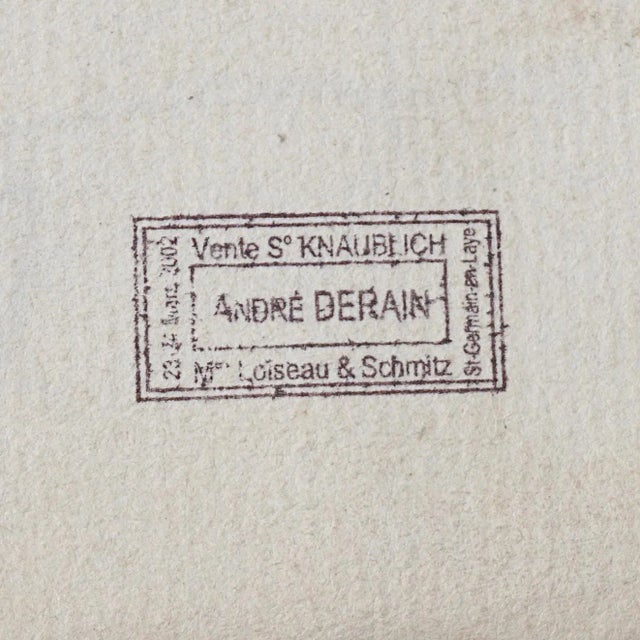 Vente S° KNAUBLICH
ANDRÉ DERAIN
Mes Loiseau & Schmitz
23-24 Mars 2002
St-Germain-en-Laye